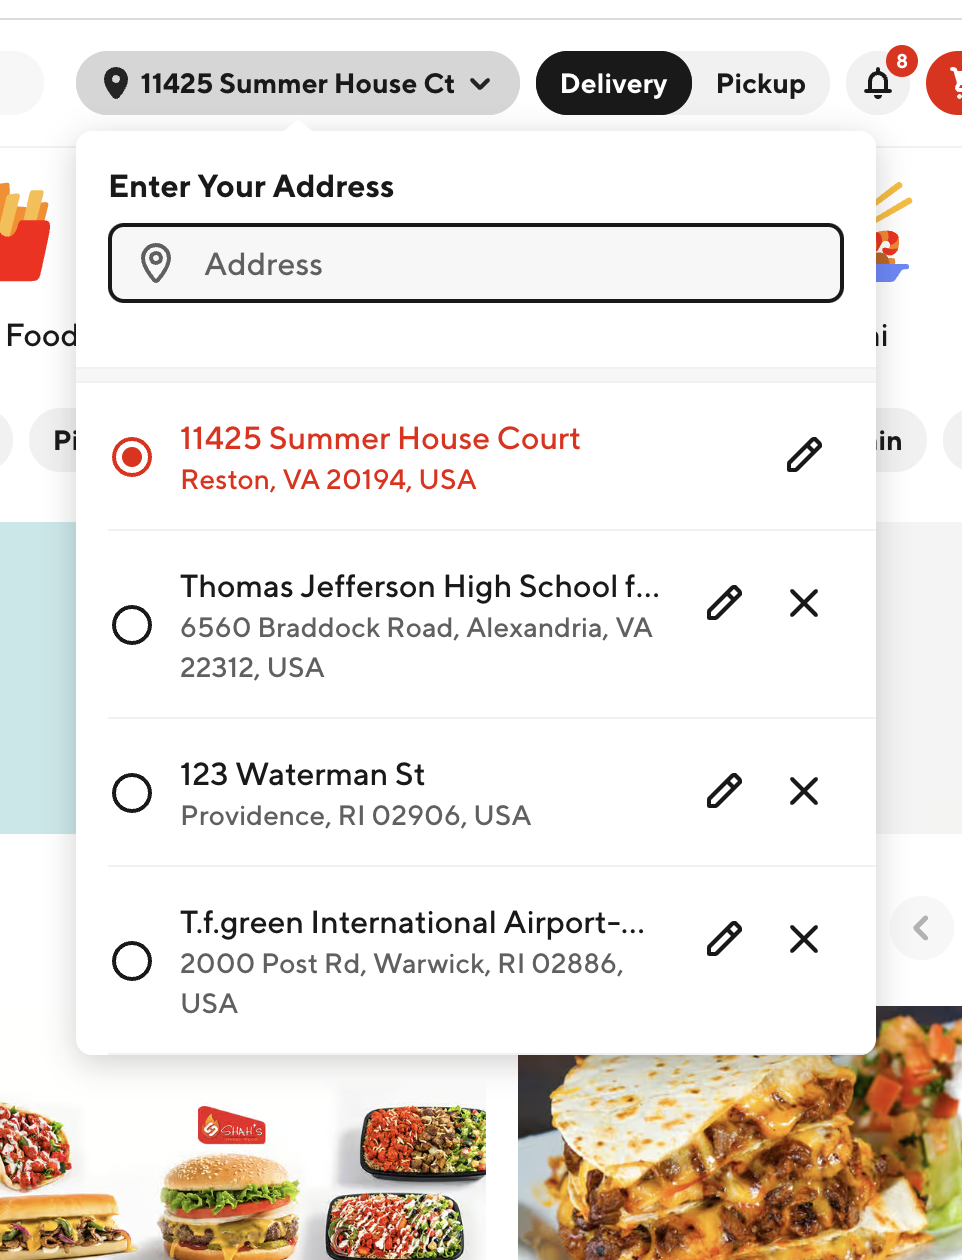 11425 Summer House Ct
Delivery
Pickup
8
Enter Your Address
Address
Food
Pi
in
11425 Summer House Court
Reston, VA 20194, USA
Thomas Jefferson High School f...
6560 Braddock Road, Alexandria, VA
22312, USA
123 Waterman St
Providence, RI 02906, USA
T.f.green International Airport-...
2000 Post Rd, Warwick, RI 02886,
USA
SHAH'S